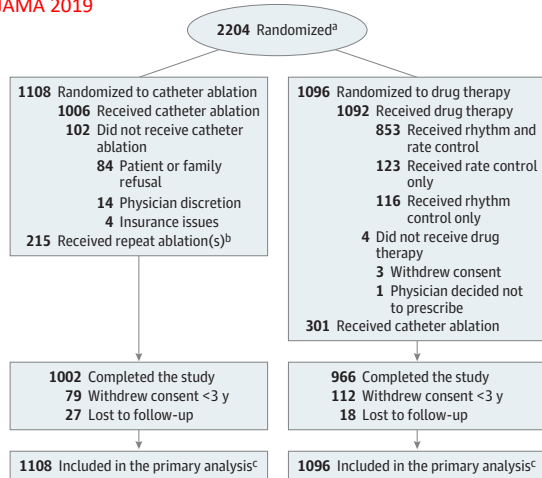 JAMA 2019
2204 Randomizedᵃ
1108 Randomized to catheter ablation
1006 Received catheter ablation
102 Did not receive catheter
ablation
84 Patient or family
refusal
14 Physician discretion
4 Insurance issues
215 Received repeat ablation(s)ᵇ
1096 Randomized to drug therapy
1092 Received drug therapy
853 Received rhythm and
rate control
123 Received rate control
only
116 Received rhythm
control only
4 Did not receive drug
therapy
3 Withdrew consent
1 Physician decided not
to prescribe
301 Received catheter ablation
1002 Completed the study
79 Withdrew consent <3 y
27 Lost to follow-up
966 Completed the study
112 Withdrew consent <3 y
18 Lost to follow-up
1108 Included in the primary analysisᶜ
1096 Included in the primary analysisᶜ